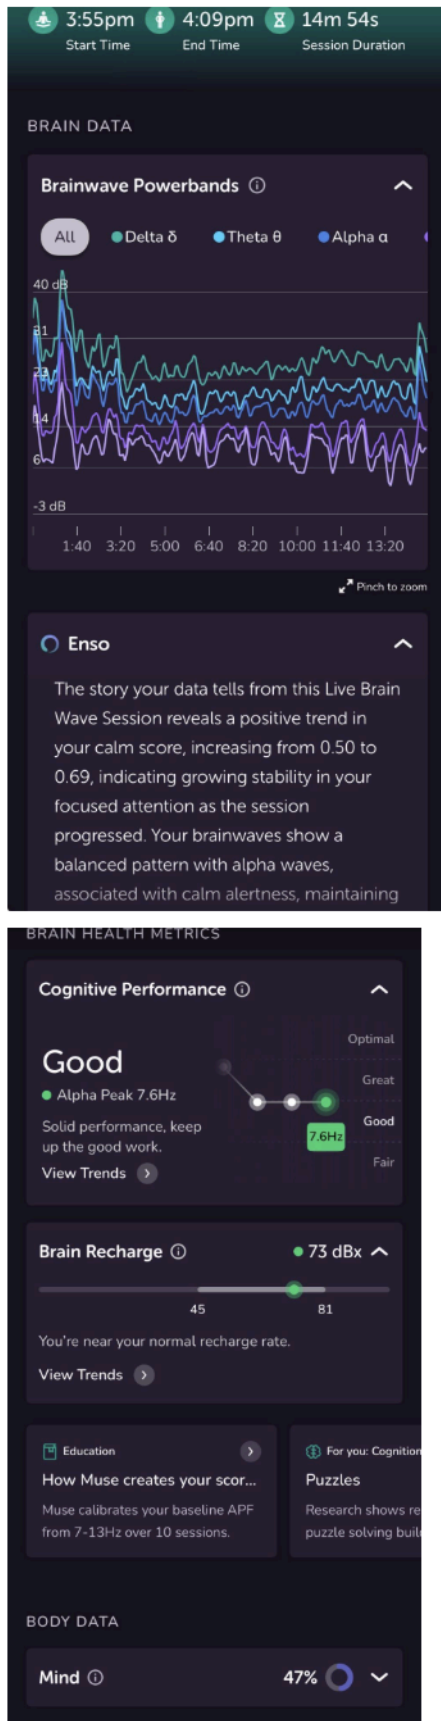 3:55pm 4:09pm 14m 54s
Start Time End Time Session Duration
BRAIN DATA
Brainwave Powerbands
All Delta δ Theta θ Alpha α
40 dB
31
23
14
6
-3 dB
1:40 3:20 5:00 6:40 8:20 10:00 11:40 13:20
Pinch to zoom
Enso
The story your data tells from this Live Brain
Wave Session reveals a positive trend in
your calm score, increasing from 0.50 to
0.69, indicating growing stability in your
focused attention as the session
progressed. Your brainwaves show a
balanced pattern with alpha waves,
associated with calm alertness, maintaining
BRAIN HEALTH METRICS
Cognitive Performance
Optimal
Good
Great
Alpha Peak 7.6Hz
Good
Solid performance, keep
up the good work.
7.6Hz
Fair
View Trends
Brain Recharge 73 dBx
45 81
You're near your normal recharge rate.
View Trends
Education
How Muse creates your scor...
Muse calibrates your baseline APF
from 7-13Hz over 10 sessions.
For you: Cognition
Puzzles
Research shows re
puzzle solving buil
BODY DATA
Mind 47%